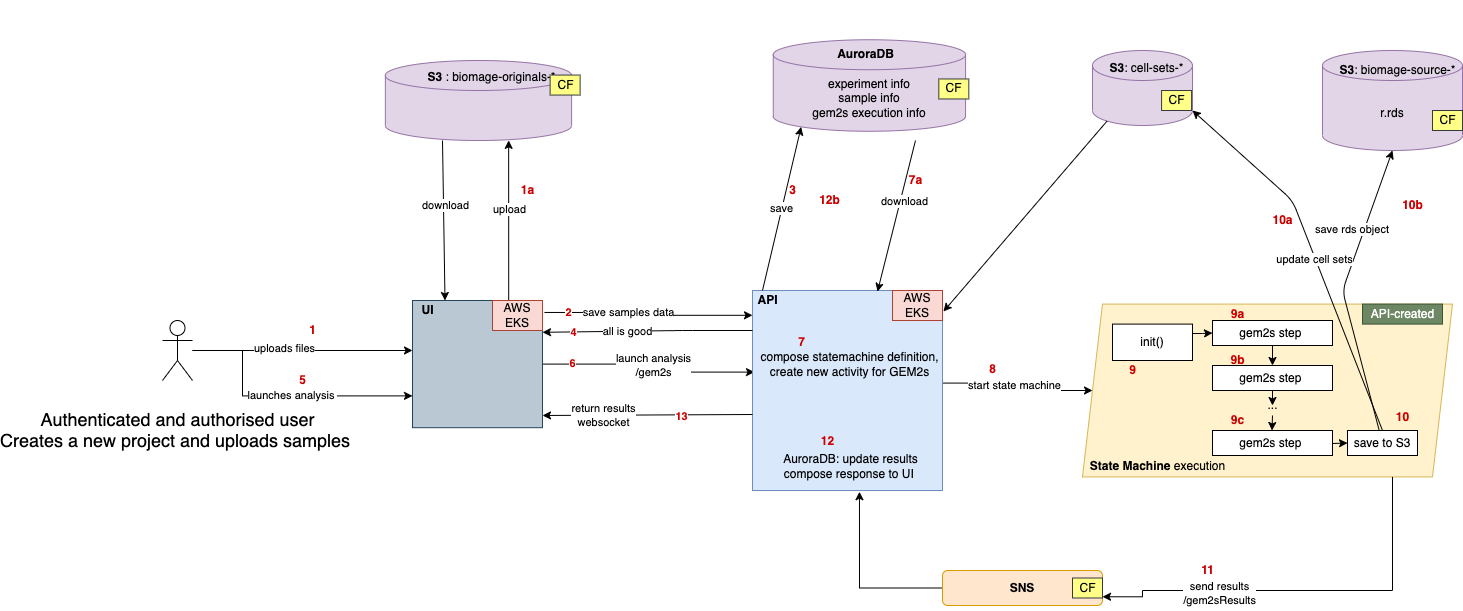 S3 : biomage-originals-*
CF
AuroraDB
experiment info
sample info
gem2s execution info
CF
S3: cell-sets-*
CF
S3: biomage-source-*
r.rds
CF
download
1a
upload
3
save
12b
7a
download
10a
10b
save rds object
update cell sets
1
uploads files
5
launches analysis
Authenticated and authorised user
Creates a new project and uploads samples
UI
AWS
EKS
2
save samples data
4
all is good
6
launch analysis
/gem2s
return results
websocket
13
API
AWS
EKS
7
compose statemachine definition,
create new activity for GEM2s
12
AuroraDB: update results
compose response to UI
8
start state machine
API-created
init()
9
9a
gem2s step
9b
gem2s step
...
9c
gem2s step
10
save to S3
State Machine execution
SNS
CF
11
send results
/gem2sResults